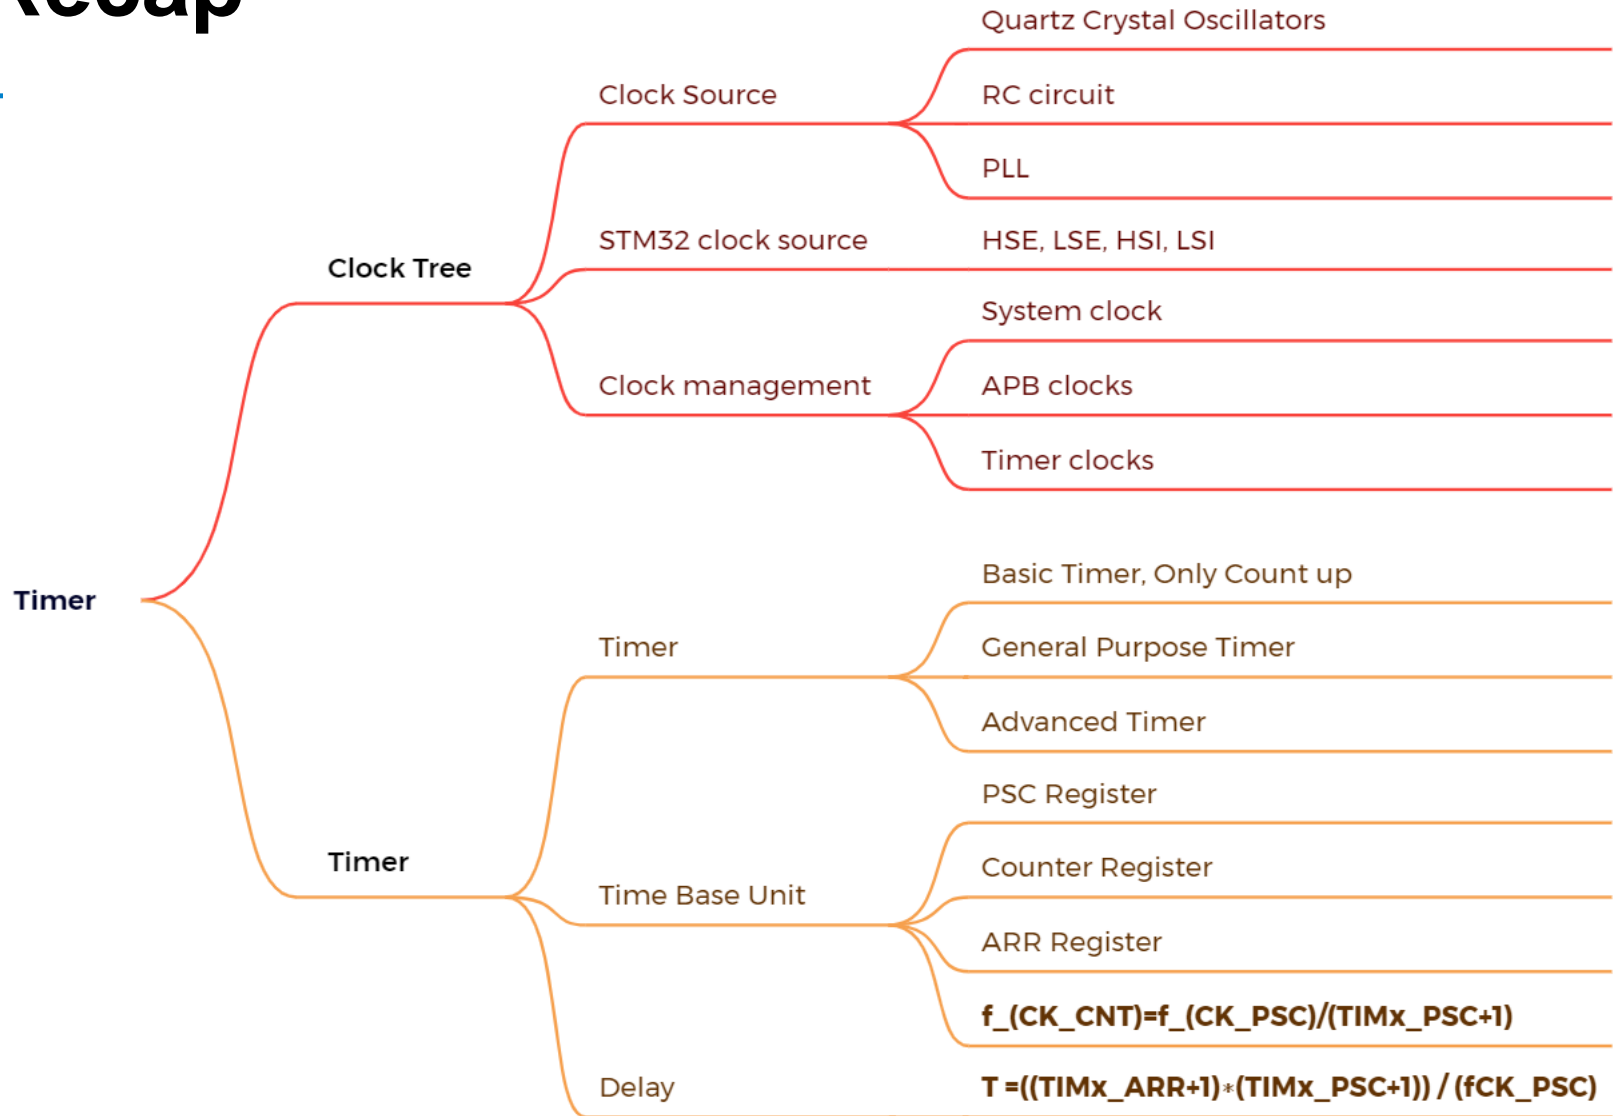 Recap
Quartz Crystal Oscillators
Clock Source
RC circuit
PLL
STM32 clock source
HSE, LSE, HSI, LSI
Clock Tree
System clock
Clock management
APB clocks
Timer clocks
Timer
Basic Timer, Only Count up
Timer
General Purpose Timer
Advanced Timer
PSC Register
Timer
Counter Register
Time Base Unit
ARR Register
f_(CK_CNT)=f_(CK_PSC)/(TIMx_PSC+1)
Delay
T =((TIMx_ARR+1)*(TIMx_PSC+1)) / (fCK_PSC)